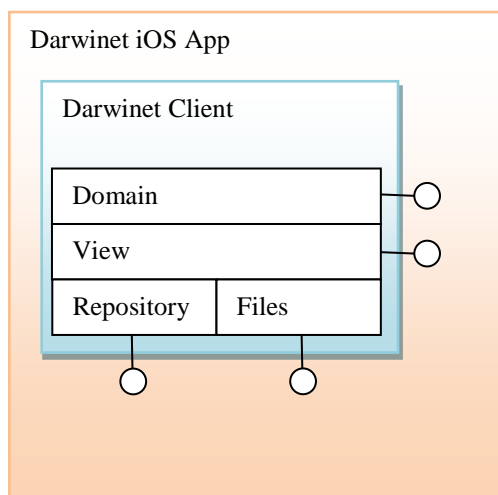 Darwinet iOS App
Darwinet Client
Domain
View
Repository Files